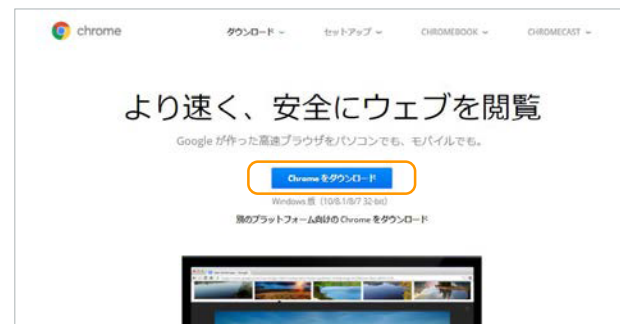 chrome
ダウンロード
セットアップ
CHROMEBOOK
CHROMECAST
より速く、安全にウェブを閲覧
Google が作った高速ブラウザをパソコンでも、モバイルでも。
Chrome をダウンロード
Windows 版 (10/8.1/8/7 32-bit)
別のプラットフォーム向けの Chrome をダウンロード